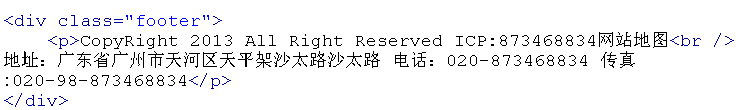 <div class="footer">
<p>CopyRight 2013 All Right Reserved ICP:873468834网站地图<br />
地址：广东省广州市天河区天平架沙太路沙太路 电话：020-873468834 传真
:020-98-873468834</p>
</div>